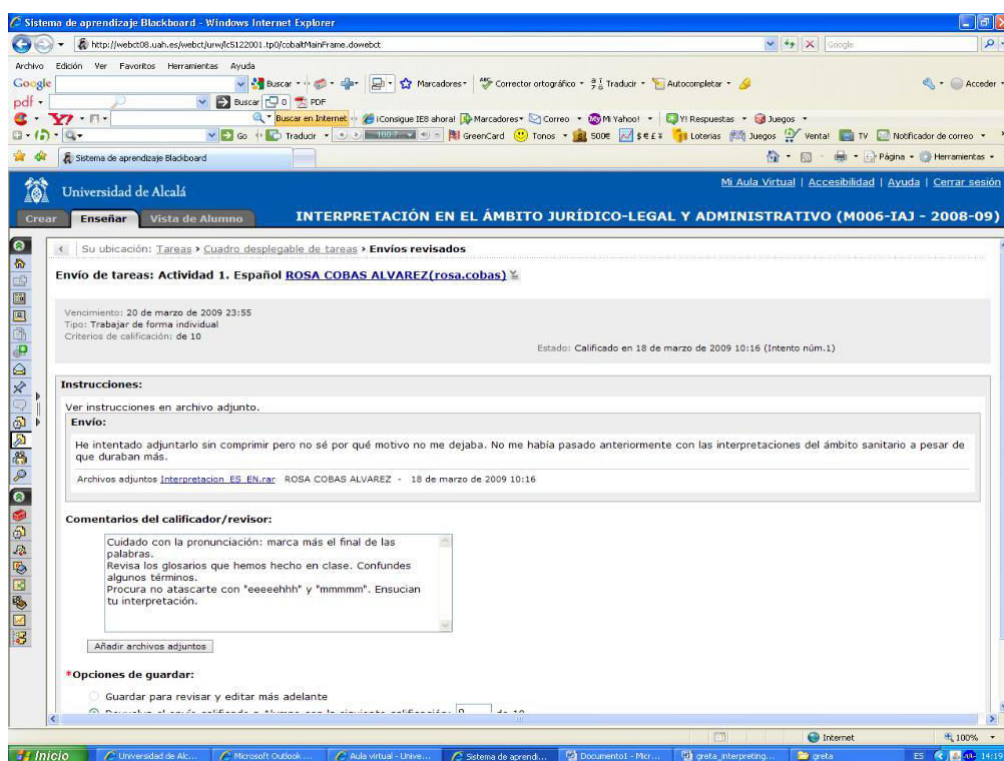 Sistema de aprendizaje Blackboard - Windows Internet Explorer
http://webct08.uah.es/webct/urw/lc5122001.tp0/cobaltMainFrame.dowebct
Google
Archivo Edición Ver Favoritos Herramientas Ayuda
Google Buscar Marcadores Corrector ortográfico Traducir Autocompletar Acceder
pdf Buscar 0 PDF
Buscar en Internet ¡Consigue IE8 ahora! Marcadores Correo Mi Yahoo! Y! Respuestas Juegos
Go Traducir GreenCard Tonos 500€ $€£¥ Loterias Juegos Venta! TV Notificador de correo
Sistema de aprendizaje Blackboard Página Herramientas
Mi Aula Virtual | Accesibilidad | Ayuda | Cerrar sesión
Universidad de Alcalá
Crear Enseñar Vista de Alumno INTERPRETACIÓN EN EL ÁMBITO JURÍDICO-LEGAL Y ADMINISTRATIVO (M006-IAJ - 2008-09)
Su ubicación: Tareas › Cuadro desplegable de tareas › Envíos revisados
Envío de tareas: Actividad 1. Español ROSA COBAS ALVAREZ(rosa.cobas)
Vencimiento: 20 de marzo de 2009 23:55
Tipo: Trabajar de forma individual
Criterios de calificación: de 10
Estado: Calificado en 18 de marzo de 2009 10:16 (Intento núm.1)
Instrucciones:
Ver instrucciones en archivo adjunto.
Envío:
He intentado adjuntarlo sin comprimir pero no sé por qué motivo no me dejaba. No me había pasado anteriormente con las interpretaciones del ámbito sanitario a pesar de
que duraban más.
Archivos adjuntos Interpretacion_ES_EN.rar ROSA COBAS ALVAREZ - 18 de marzo de 2009 10:16
Comentarios del calificador/revisor:
Cuidado con la pronunciación: marca más el final de las
palabras.
Revisa los glosarios que hemos hecho en clase. Confundes
algunos términos.
Procura no atascarte con "eeeeehhh" y "mmmmm". Ensucian
tu interpretación.
Añadir archivos adjuntos
*Opciones de guardar:
Guardar para revisar y editar más adelante
Internet 100%
Inicio Universidad de Alc... Microsoft Outlook ... Aula virtual - Unive... Sistema de aprendi... Documento1 - Micr... greta_interpreting... greta ES 14:19